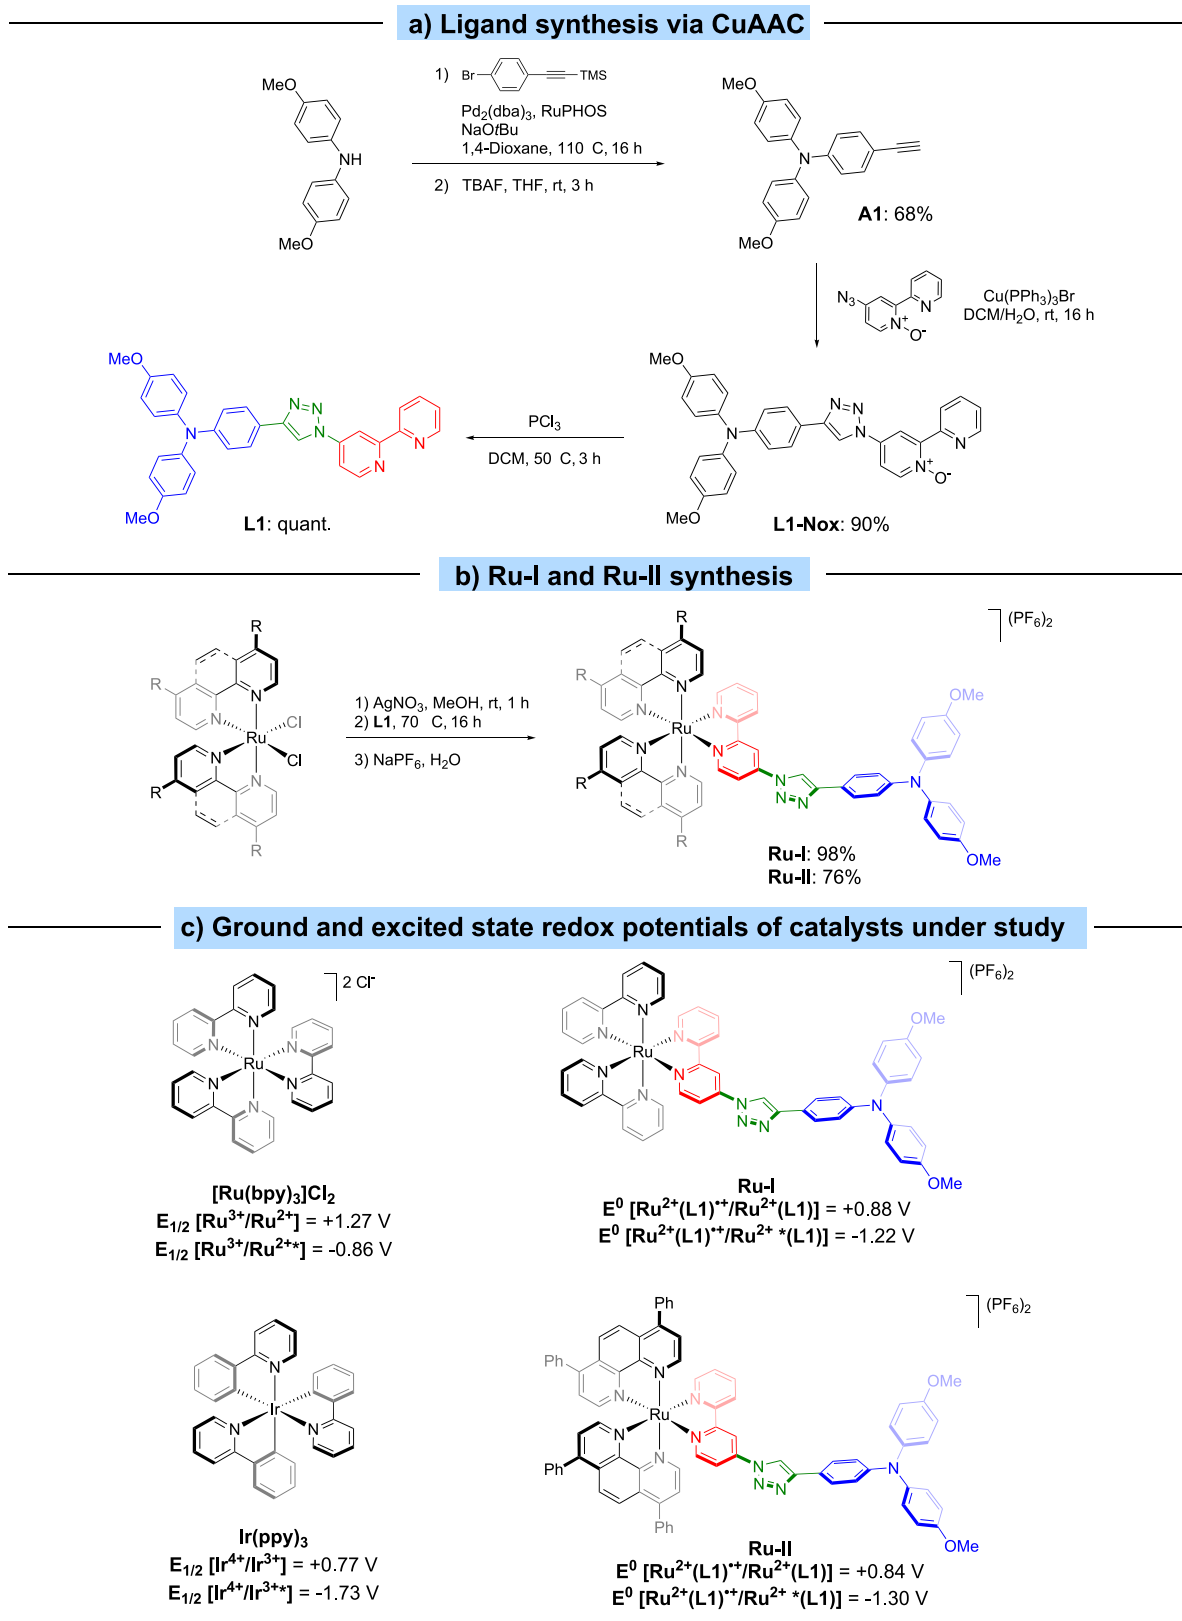 a) Ligand synthesis via CuAAC
MeO
NH
MeO
1)
Br
TMS
Pd2(dba)3, RuPHOS
NaOtBu
1,4-Dioxane, 110 C, 16 h
2) TBAF, THF, rt, 3 h
MeO
N
MeO
A1: 68%
N3
N+
O-
N
Cu(PPh3)3Br
DCM/H2O, rt, 16 h
MeO
N
MeO
N
N
N
N
N
L1: quant.
PCl3
DCM, 50 C, 3 h
MeO
N
MeO
N
N
N
N
N+
O-
L1-Nox: 90%
b) Ru-I and Ru-II synthesis
R
R
N
N
Ru
Cl
Cl
N
N
R
R
1) AgNO3, MeOH, rt, 1 h
2) L1, 70 C, 16 h
3) NaPF6, H2O
(PF6)2
R
R
N
N
N
Ru
N
N
N
R
R
N
N
N
N
OMe
OMe
Ru-I: 98%
Ru-II: 76%
c) Ground and excited state redox potentials of catalysts under study
2 Cl-
N
N
N
Ru
N
N
N
[Ru(bpy)3]Cl2
E1/2 [Ru3+/Ru2+] = +1.27 V
E1/2 [Ru3+/Ru2+*] = -0.86 V
(PF6)2
N
N
N
Ru
N
N
N
N
N
N
N
OMe
OMe
Ru-I
E0 [Ru2+(L1)•+/Ru2+(L1)] = +0.88 V
E0 [Ru2+(L1)•+/Ru2+ *(L1)] = -1.22 V
N
Ir
N
N
Ir(ppy)3
E1/2 [Ir4+/Ir3+] = +0.77 V
E1/2 [Ir4+/Ir3+*] = -1.73 V
(PF6)2
Ph
Ph
N
N
N
Ru
N
N
N
Ph
Ph
N
N
N
N
OMe
OMe
Ru-II
E0 [Ru2+(L1)•+/Ru2+(L1)] = +0.84 V
E0 [Ru2+(L1)•+/Ru2+ *(L1)] = -1.30 V